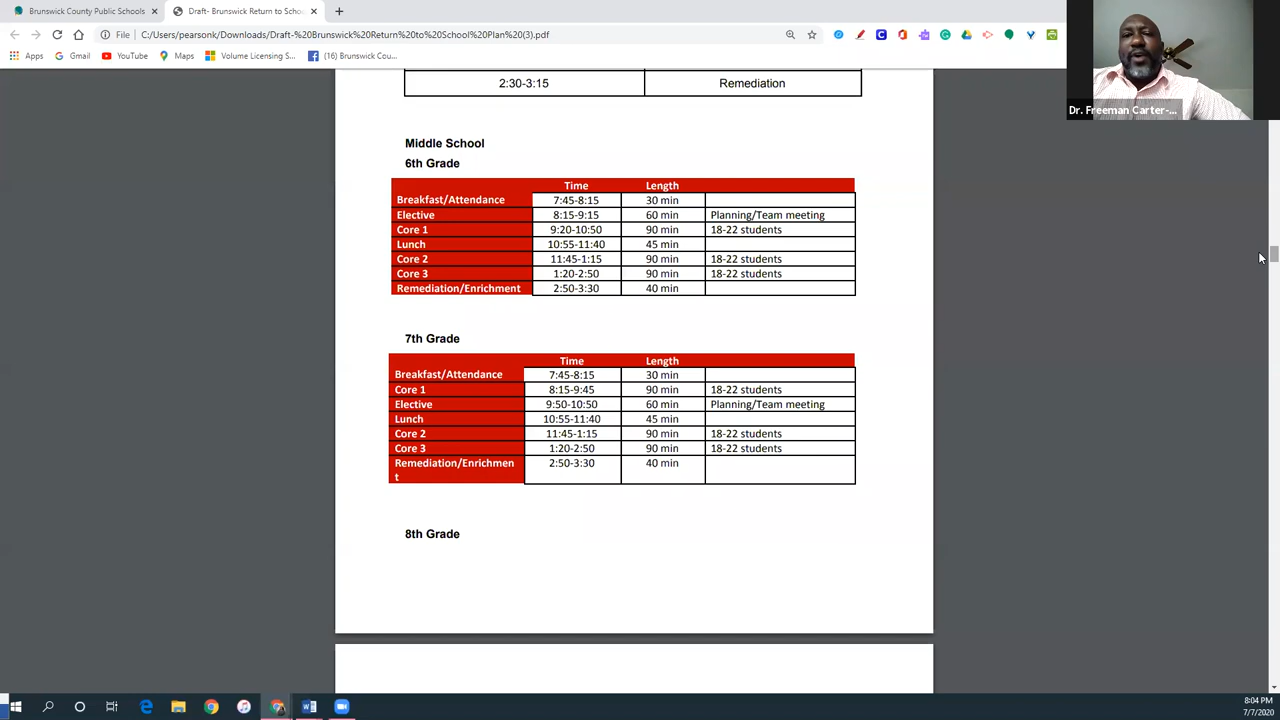 Brunswick County Public Schools
Draft- Brunswick Return to Schoo
File
C:/Users/pearsonk/Downloads/Draft-%20Brunswick%20Return%20to%20School%20Plan%20(3).pdf
Apps Gmail YouTube Maps Volume Licensing S... (16) Brunswick Cou...
Dr. Freeman Carter-...
2:30-3:15 Remediation
Middle School
6th Grade
Time Length
Breakfast/Attendance 7:45-8:15 30 min
Elective 8:15-9:15 60 min Planning/Team meeting
Core 1 9:20-10:50 90 min 18-22 students
Lunch 10:55-11:40 45 min
Core 2 11:45-1:15 90 min 18-22 students
Core 3 1:20-2:50 90 min 18-22 students
Remediation/Enrichment 2:50-3:30 40 min
7th Grade
Time Length
Breakfast/Attendance 7:45-8:15 30 min
Core 1 8:15-9:45 90 min 18-22 students
Elective 9:50-10:50 60 min Planning/Team meeting
Lunch 10:55-11:40 45 min
Core 2 11:45-1:15 90 min 18-22 students
Core 3 1:20-2:50 90 min 18-22 students
Remediation/Enrichmen 2:50-3:30 40 min
t
8th Grade
8:04 PM
7/7/2020